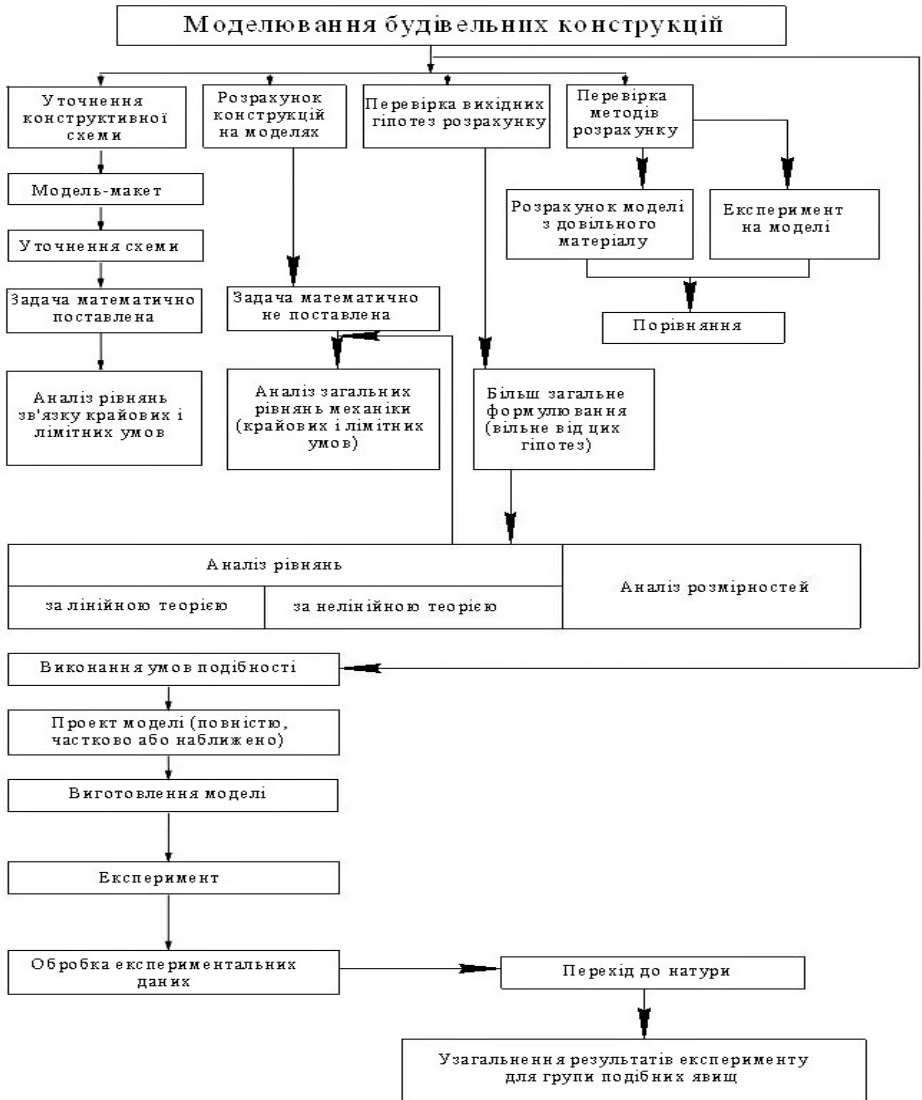 Моделювання будівельних конструкцій
Уточнення
конструктивної
схеми
Розрахунок
конструкцій
на моделях
Перевірка вихідних
гіпотез розрахунку
Перевірка
методів
розрахунку
Модель-макет
Уточнення схеми
Задача математично
поставлена
Аналіз рівнянь
зв'язку крайових і
лімітних умов
Задача математично
не поставлена
Аналіз загальних
рівнянь механіки
(крайових і лімітних
умов)
Більш загальне
формулювання
(вільне від цих
гіпотез)
Розрахунок моделі
з довільного
матеріалу
Експеримент
на моделі
Порівняння
Аналіз рівнянь
за лінійною теорією
за нелінійною теорією
Аналіз розмірностей
Виконання умов подібності
Проект моделі (повністю,
частково або наближено)
Виготовлення моделі
Експеримент
Обробка експериментальних
даних
Перехід до натури
Узагальнення результатів експерименту
для групи подібних явищ